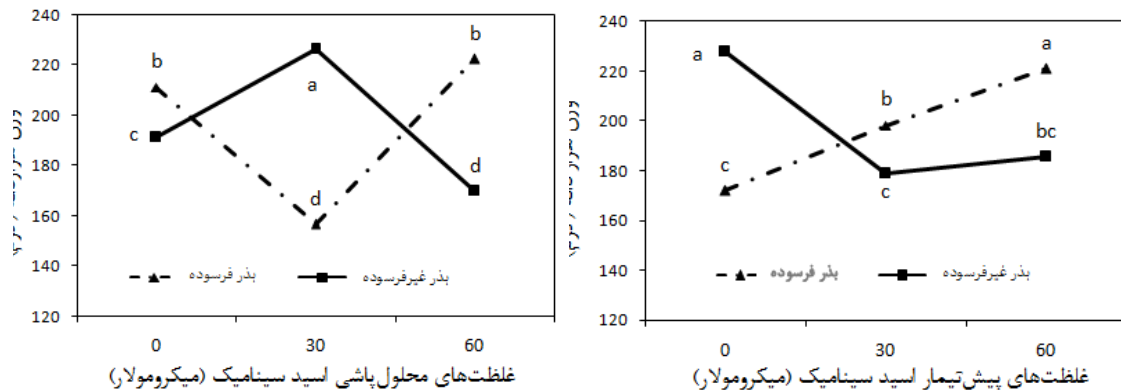 240
220
200
180
160
140
120
b
b
a
c
d
d
بذر فرسوده
بذر غیرفرسوده
0
30
60
غلظت‌های محلول‌پاشی اسید سینامیک (میکرومولار)
240
220
200
180
160
140
120
a
a
b
c
bc
c
بذر فرسوده
بذر غیرفرسوده
0
30
60
غلظت‌های پیش‌تیمار اسید سینامیک (میکرومولار)